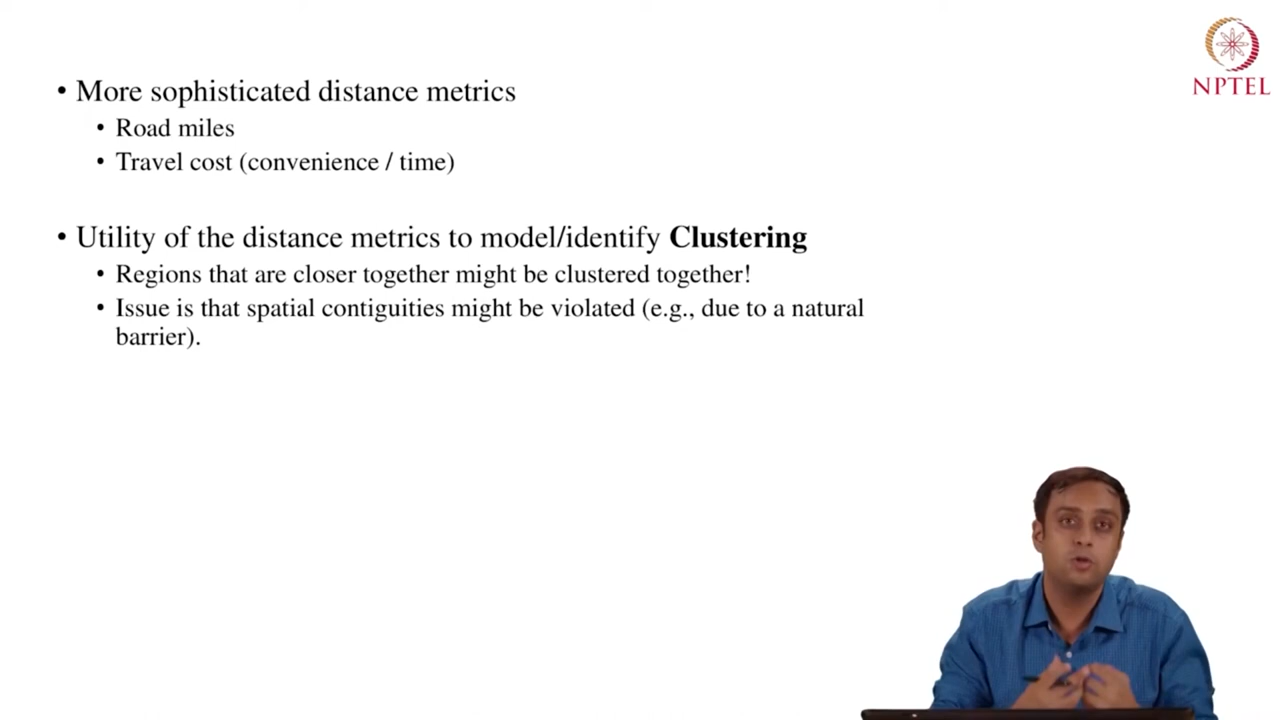 NPTEL
• More sophisticated distance metrics
• Road miles
• Travel cost (convenience / time)
• Utility of the distance metrics to model/identify Clustering
• Regions that are closer together might be clustered together!
• Issue is that spatial contiguities might be violated (e.g., due to a natural
barrier).